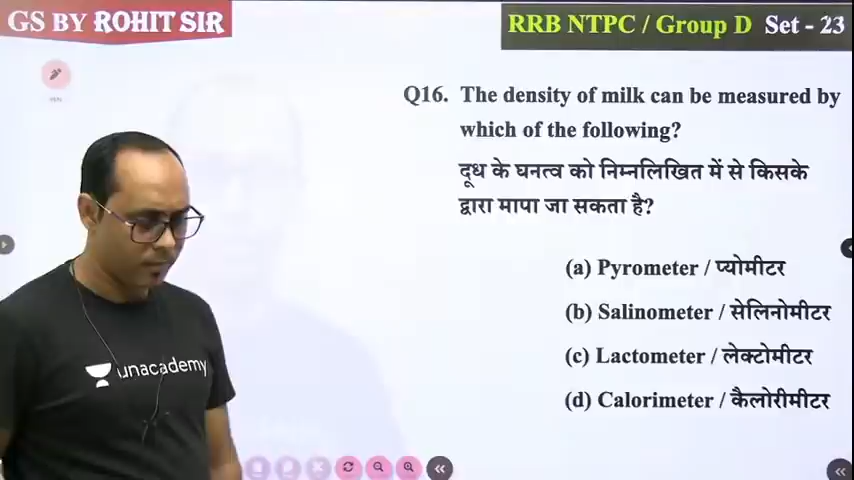 GS BY ROHIT SIR
RRB NTPC / Group D Set - 23
Q16. The density of milk can be measured by
which of the following?
दूध के घनत्व को निम्नलिखित में से किसके
द्वारा मापा जा सकता है?
(a) Pyrometer / प्योमीटर
(b) Salinometer / सेलिनोमीटर
(c) Lactometer / लेक्टोमीटर
(d) Calorimeter / कैलोरीमीटर
unacademy